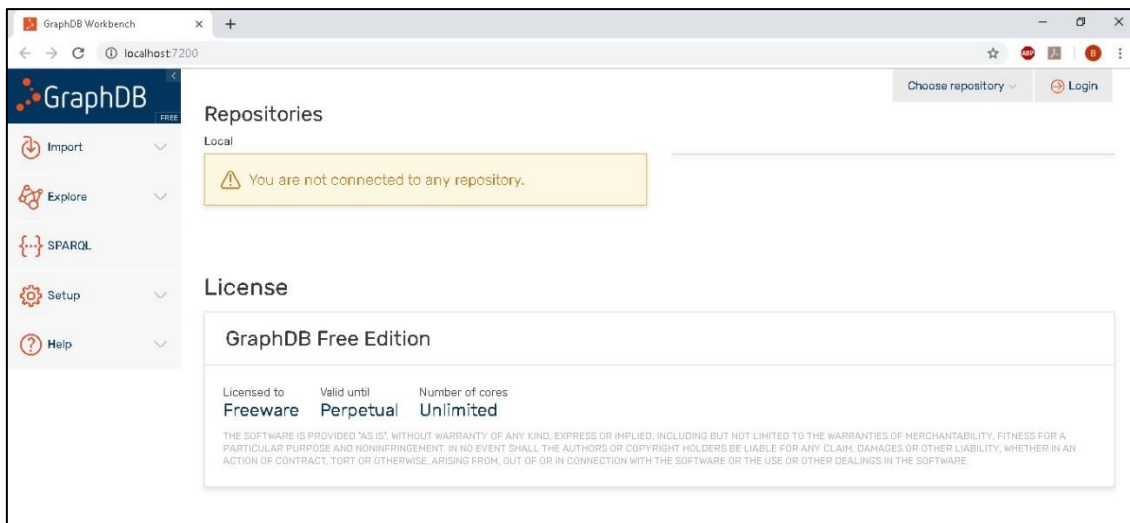 GraphDB Workbench
localhost:7200
ABP
B
GraphDB
FREE
Choose repository
Login
Import
Explore
SPARQL
Setup
Help
Repositories
Local
You are not connected to any repository.
License
GraphDB Free Edition
Licensed to Valid until Number of cores
Freeware Perpetual Unlimited
THE SOFTWARE IS PROVIDED "AS IS", WITHOUT WARRANTY OF ANY KIND, EXPRESS OR IMPLIED, INCLUDING BUT NOT LIMITED TO THE WARRANTIES OF MERCHANTABILITY, FITNESS FOR A
PARTICULAR PURPOSE AND NONINFRINGEMENT. IN NO EVENT SHALL THE AUTHORS OR COPYRIGHT HOLDERS BE LIABLE FOR ANY CLAIM, DAMAGES OR OTHER LIABILITY, WHETHER IN AN
ACTION OF CONTRACT, TORT OR OTHERWISE, ARISING FROM, OUT OF OR IN CONNECTION WITH THE SOFTWARE OR THE USE OR OTHER DEALINGS IN THE SOFTWARE.